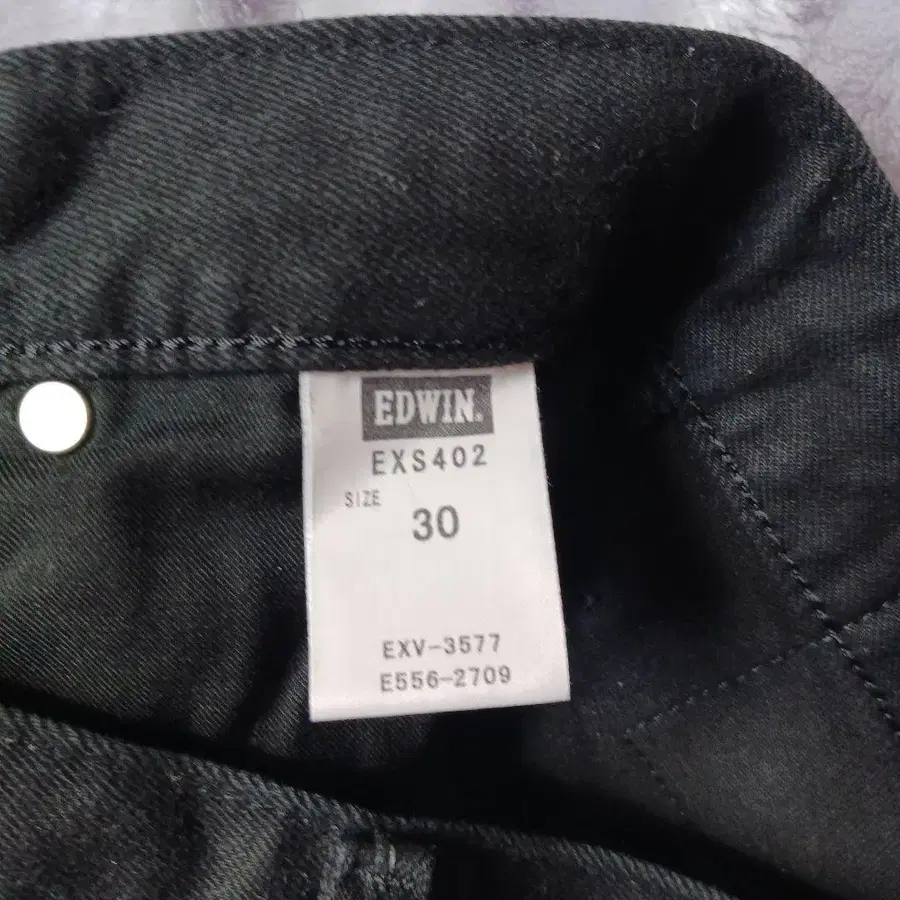 EDWIN.
EXS402
SIZE
30
EXV-3577
E556-2709